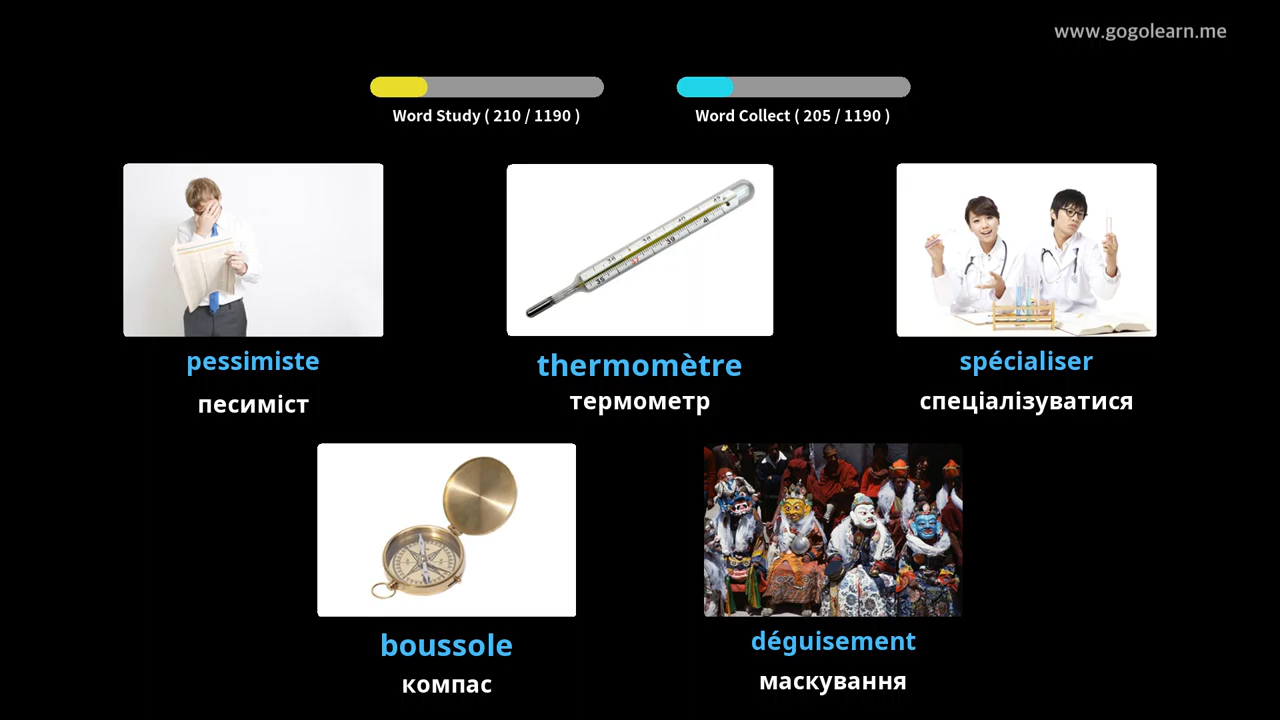 www.gogolearn.me
Word Study ( 210 / 1190 )
Word Collect ( 205 / 1190 )
pessimiste
песиміст
thermomètre
термометр
spécialiser
спеціалізуватися
boussole
компас
déguisement
маскування